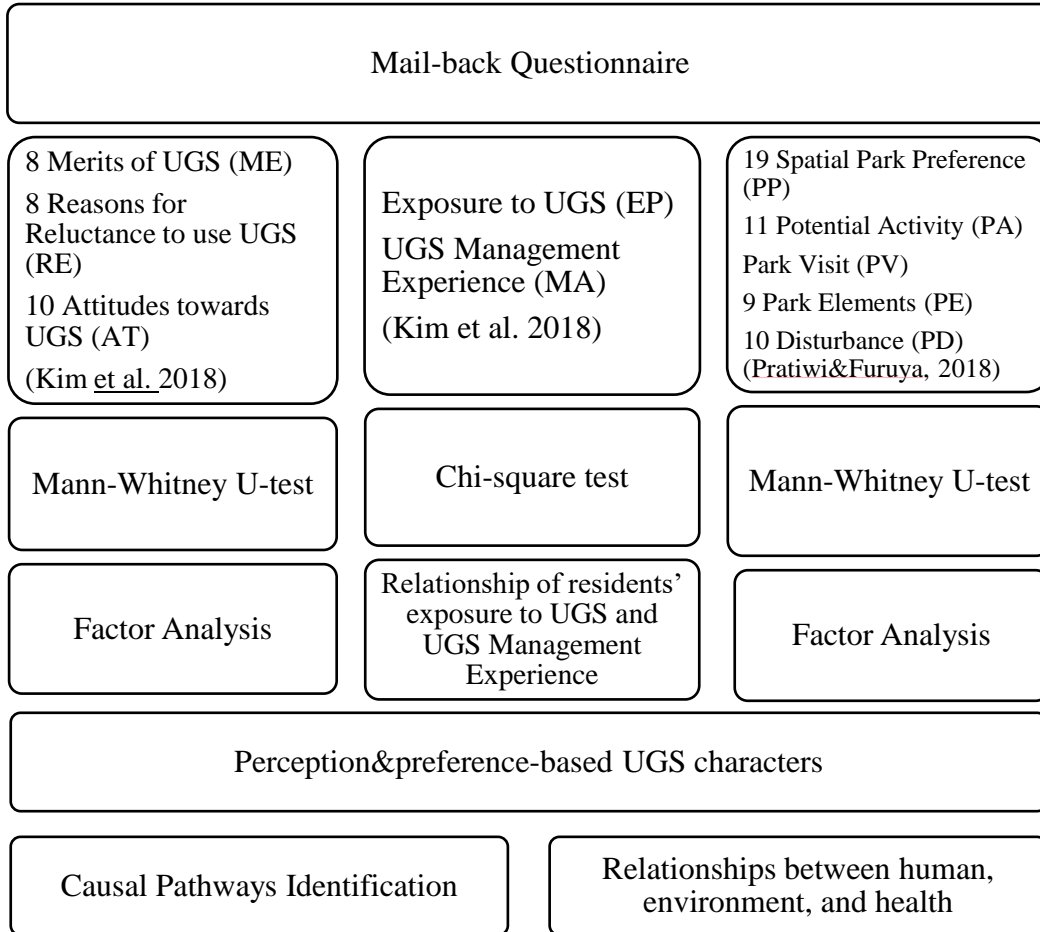 Mail-back Questionnaire
8 Merits of UGS (ME)
8 Reasons for
Reluctance to use UGS
(RE)
10 Attitudes towards
UGS (AT)
(Kim et al. 2018)
Exposure to UGS (EP)
UGS Management
Experience (MA)
(Kim et al. 2018)
19 Spatial Park Preference
(PP)
11 Potential Activity (PA)
Park Visit (PV)
9 Park Elements (PE)
10 Disturbance (PD)
(Pratiwi&Furuya, 2018)
Mann-Whitney U-test
Chi-square test
Mann-Whitney U-test
Factor Analysis
Relationship of residents’
exposure to UGS and
UGS Management
Experience
Factor Analysis
Perception&preference-based UGS characters
Causal Pathways Identification
Relationships between human,
environment, and health